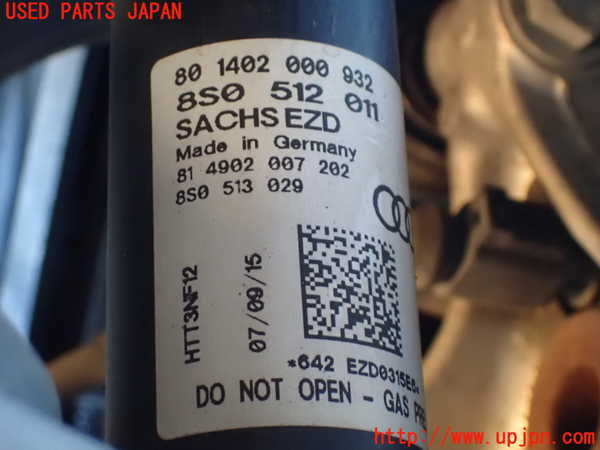 USED PARTS JAPAN
80 1402 000 932
8S0 512 011
SACHS EZD
Made in Germany
81 4902 007 202
8S0 513 029
HTT3NF12
07/09/15
*642 EZD0315E6*
DO NOT OPEN - GAS
http://www.upjpn.com/